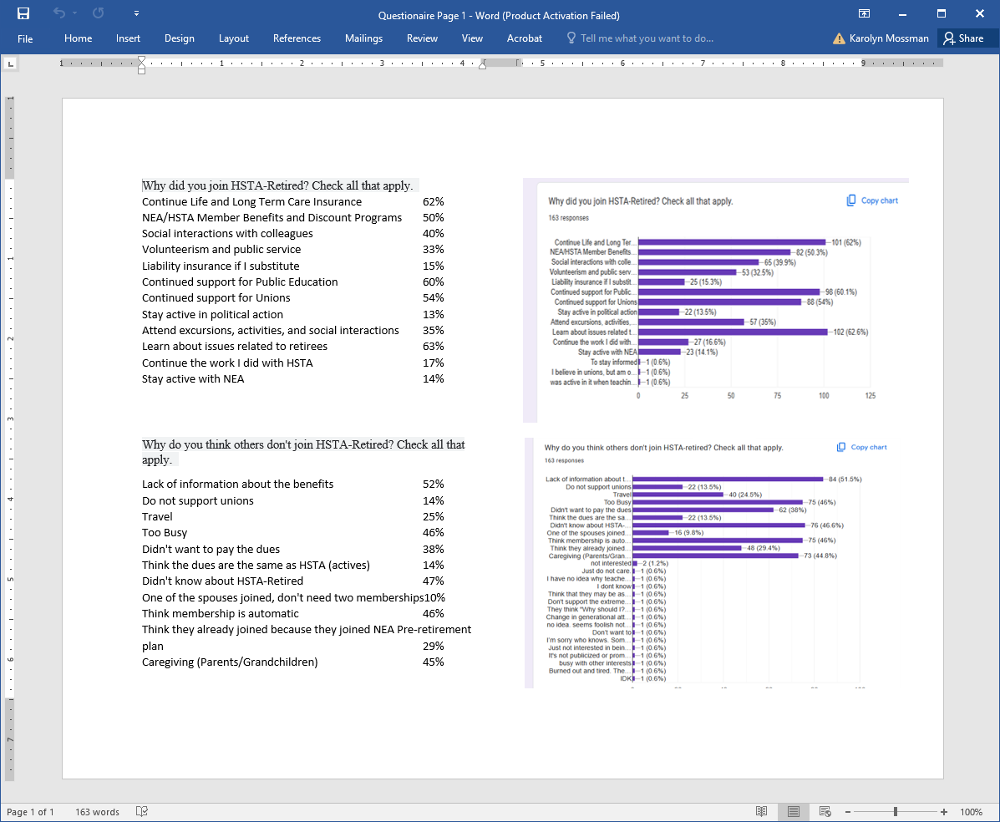 Questionaire Page 1 - Word (Product Activation Failed)
File Home Insert Design Layout References Mailings Review View Acrobat Tell me what you want to do... Karolyn Mossman Share
1 1 2 3 4 5 6 7 8 9
Why did you join HSTA-Retired? Check all that apply.
Continue Life and Long Term Care Insurance 62%
NEA/HSTA Member Benefits and Discount Programs 50%
Social interactions with colleagues 40%
Volunteerism and public service 33%
Liability insurance if I substitute 15%
Continued support for Public Education 60%
Continued support for Unions 54%
Stay active in political action 13%
Attend excursions, activities, and social interactions 35%
Learn about issues related to retirees 63%
Continue the work I did with HSTA 17%
Stay active with NEA 14%
Why did you join HSTA-Retired? Check all that apply.
Copy chart
163 responses
Continue Life and Long Ter... 101 (62%)
NEA/HSTA Member Benefits... 82 (50.3%)
Social interactions with colle... 65 (39.9%)
Volunteerism and public serv... 53 (32.5%)
Liability insurance if I substit... 25 (15.3%)
Continued support for Public... 98 (60.1%)
Continued support for Unions 88 (54%)
Stay active in political action 22 (13.5%)
Attend excursions, activities,... 57 (35%)
Learn about issues related t... 102 (62.6%)
Continue the work I did with... 27 (16.6%)
Stay active with NEA 23 (14.1%)
To stay informed 1 (0.6%)
I believe in unions, but am o... 1 (0.6%)
was active in it when teachin... 1 (0.6%)
0 25 50 75 100 125
Why do you think others don't join HSTA-Retired? Check all that
apply.
Lack of information about the benefits 52%
Do not support unions 14%
Travel 25%
Too Busy 46%
Didn't want to pay the dues 38%
Think the dues are the same as HSTA (actives) 14%
Didn't know about HSTA-Retired 47%
One of the spouses joined, don't need two memberships10%
Think membership is automatic 46%
Think they already joined because they joined NEA Pre-retirement
plan 29%
Caregiving (Parents/Grandchildren) 45%
Why do you think others don't join HSTA-retired? Check all that apply.
Copy chart
163 responses
Lack of information about t... 84 (51.5%)
Do not support unions 22 (13.5%)
Travel 40 (24.5%)
Too Busy 75 (46%)
Didn't want to pay the dues 62 (38%)
Think the dues are the sa... 22 (13.5%)
Didn't know about HSTA-... 76 (46.6%)
One of the spouses joined... 16 (9.8%)
Think membership is auto... 75 (46%)
Think they already joined... 48 (29.4%)
Caregiving (Parents/Gran... 73 (44.8%)
not interested 2 (1.2%)
Just do not care. 1 (0.6%)
I have no idea why teache... 1 (0.6%)
I dont know 1 (0.6%)
Think that they may be as... 1 (0.6%)
Don't support the extreme... 1 (0.6%)
They think "Why should I?... 1 (0.6%)
Change in generational att... 1 (0.6%)
no idea. seems foolish not... 1 (0.6%)
Don't want to 1 (0.6%)
I'm sorry who knows. Som... 1 (0.6%)
Just not interested in bein... 1 (0.6%)
It's not publicized or prom... 1 (0.6%)
busy with other interests 1 (0.6%)
Burned out and tired. The... 1 (0.6%)
IDK 1 (0.6%)
1 1 2 3 4 5 6 7
Page 1 of 1 163 words 100%